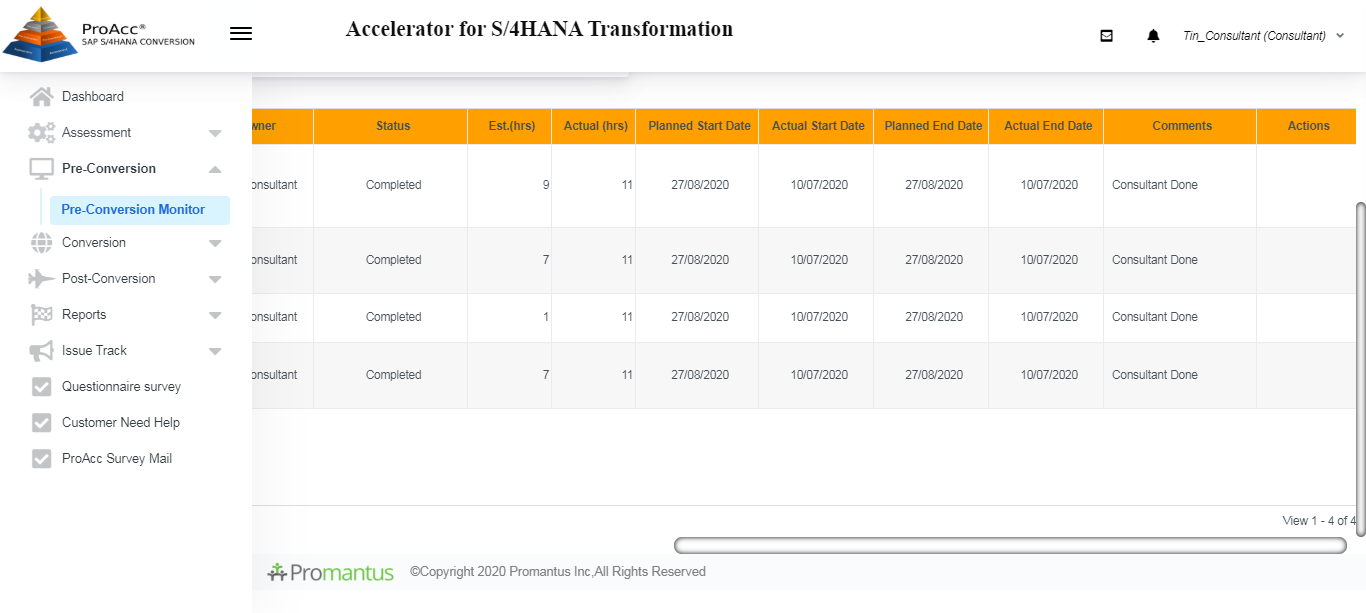 ProAcc®
SAP S/4HANA CONVERSION
Accelerator for S/4HANA Transformation
Tin_Consultant (Consultant)
Dashboard
Assessment
Pre-Conversion
Pre-Conversion Monitor
Conversion
Post-Conversion
Reports
Issue Track
Questionnaire survey
Customer Need Help
ProAcc Survey Mail
wner Status Est.(hrs) Actual (hrs) Planned Start Date Actual Start Date Planned End Date Actual End Date Comments Actions
onsultant Completed 9 11 27/08/2020 10/07/2020 27/08/2020 10/07/2020 Consultant Done
onsultant Completed 7 11 27/08/2020 10/07/2020 27/08/2020 10/07/2020 Consultant Done
onsultant Completed 1 11 27/08/2020 10/07/2020 27/08/2020 10/07/2020 Consultant Done
onsultant Completed 7 11 27/08/2020 10/07/2020 27/08/2020 10/07/2020 Consultant Done
View 1 - 4 of 4
Promantus ©Copyright 2020 Promantus Inc,All Rights Reserved